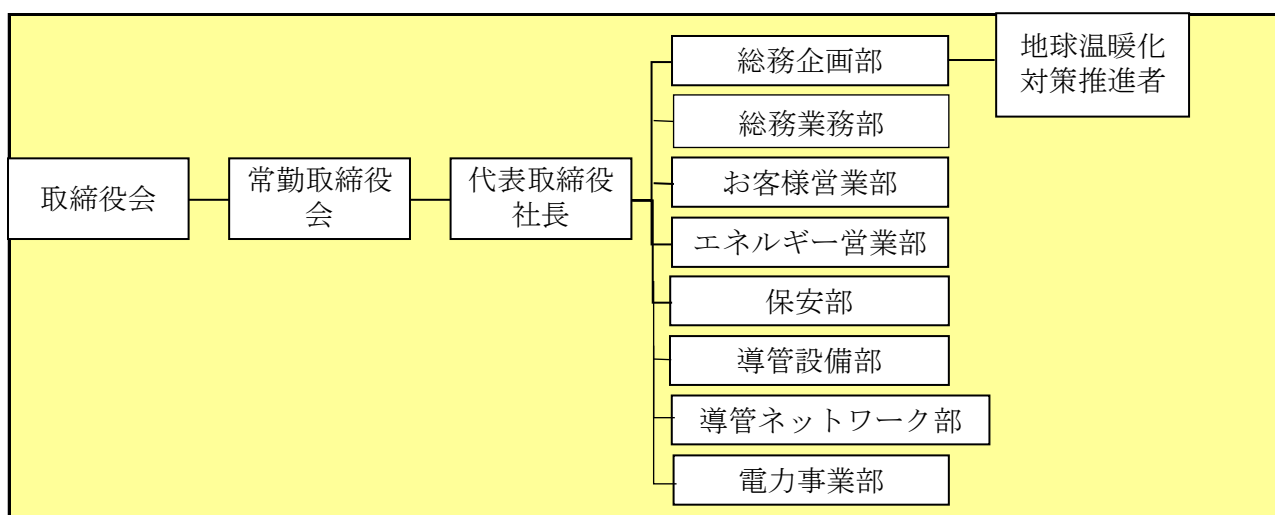 総務企画部
地球温暖化
対策推進者
総務業務部
お客様営業部
取締役会
常勤取締役
会
代表取締役
社長
エネルギー営業部
保安部
導管設備部
導管ネットワーク部
電力事業部